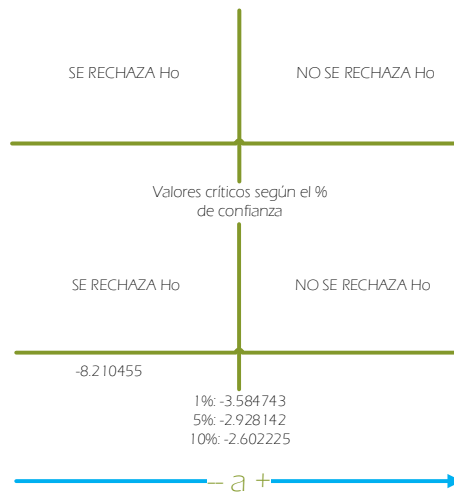 SE RECHAZA Ho
NO SE RECHAZA Ho
Valores críticos según el %
de confianza
SE RECHAZA Ho
NO SE RECHAZA Ho
-8.210455
1%: -3.584743
5%: -2.928142
10%: -2.602225
-- a +